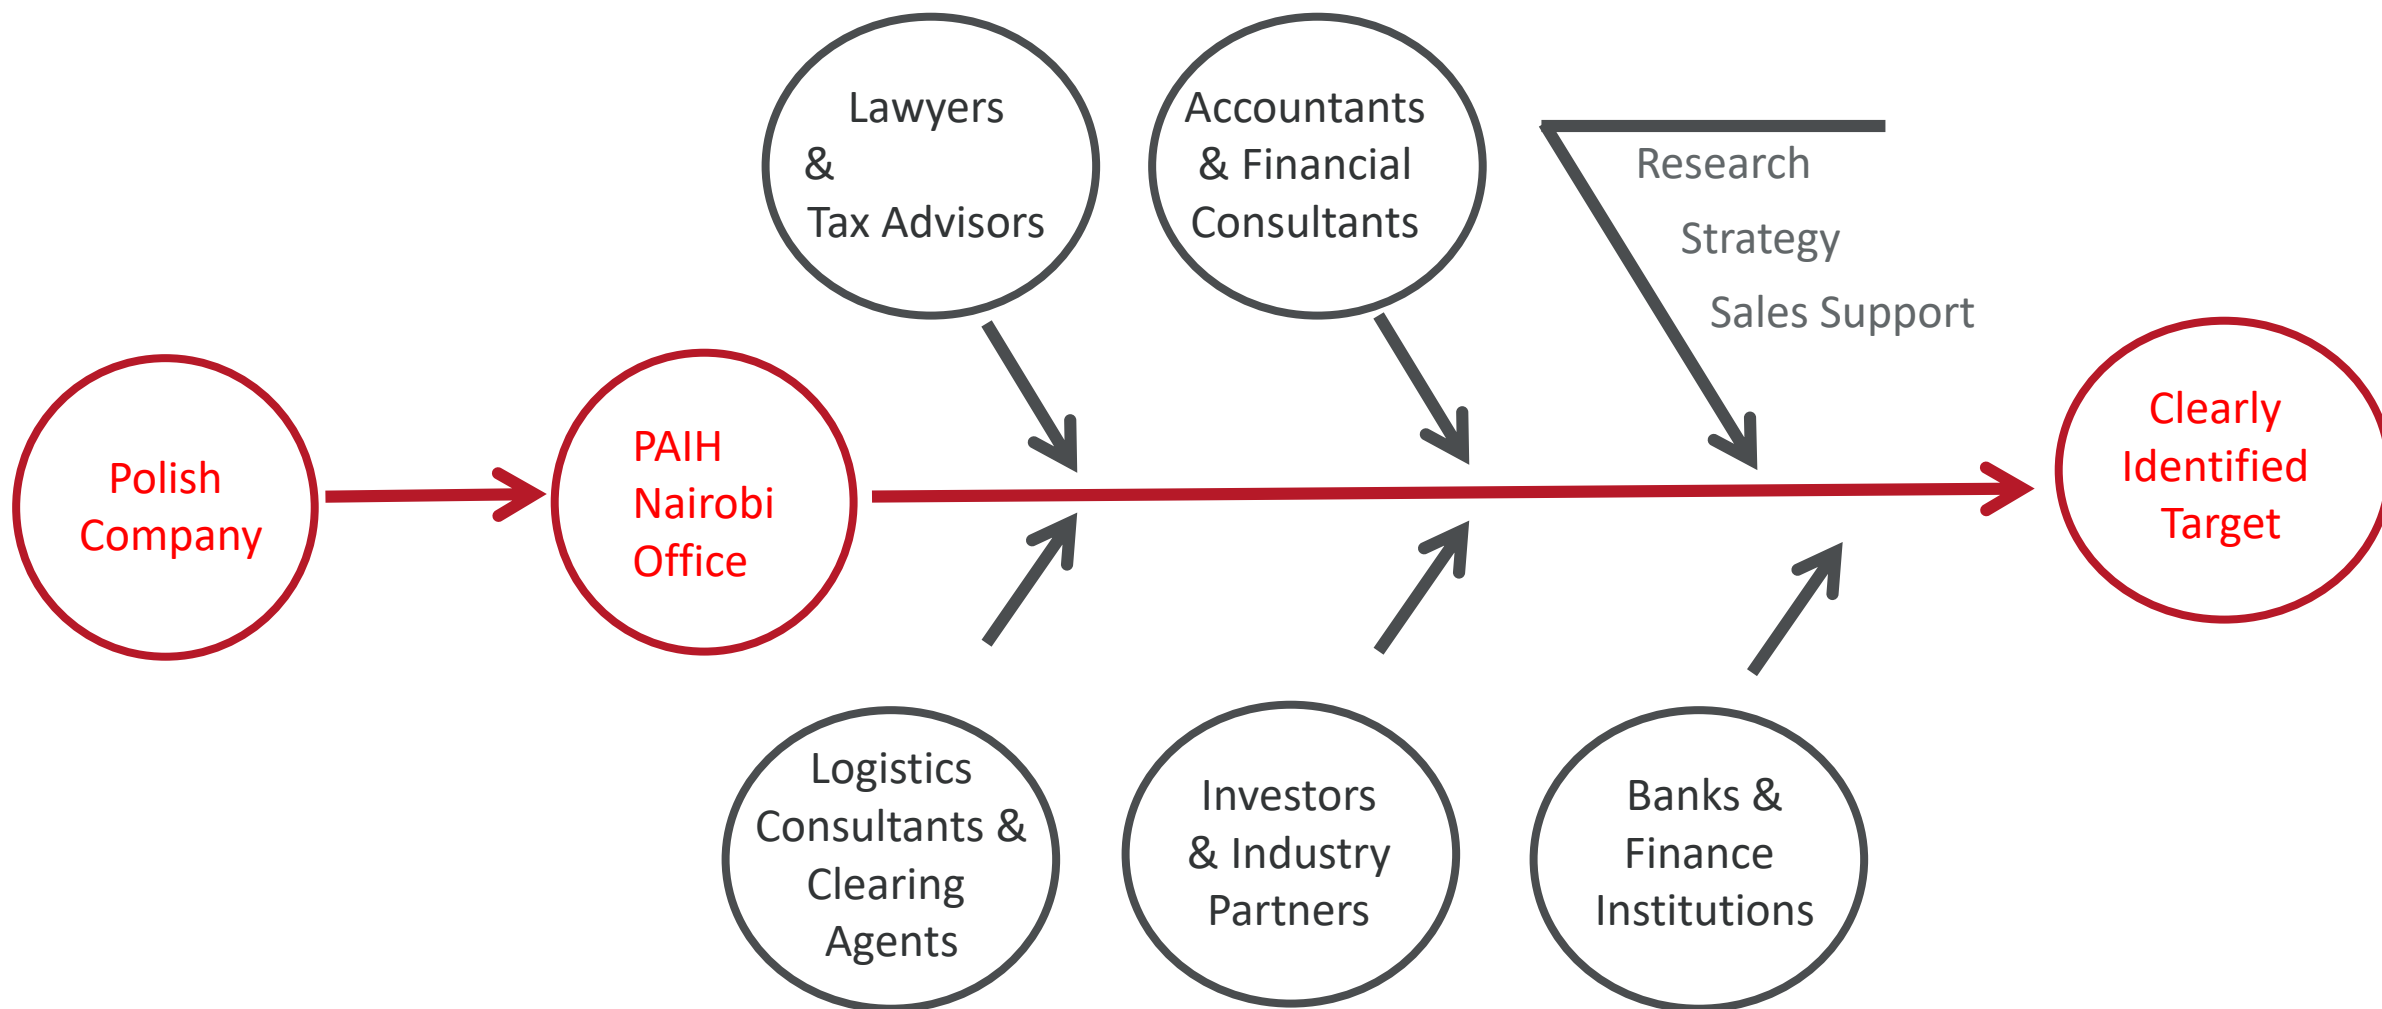 Lawyers
&
Tax Advisors
Accountants
& Financial
Consultants
Research
Strategy
Sales Support
Polish
Company
PAIH
Nairobi
Office
Clearly
Identified
Target
Logistics
Consultants &
Clearing
Agents
Investors
& Industry
Partners
Banks &
Finance
Institutions